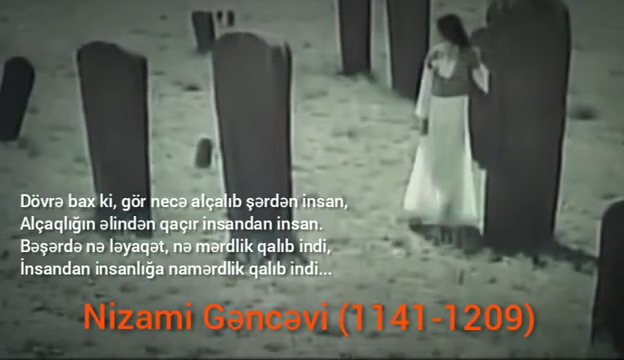 Dövrə bax ki, gör necə alçalıb şərdən insan,
Alçaqlığın əlindən qaçır insandan insan.
Bəşərdə nə ləyaqət, nə mərdlik qalıb indi,
İnsandan insanlığa namərdlik qalıb indi...
Nizami Gəncəvi (1141-1209)